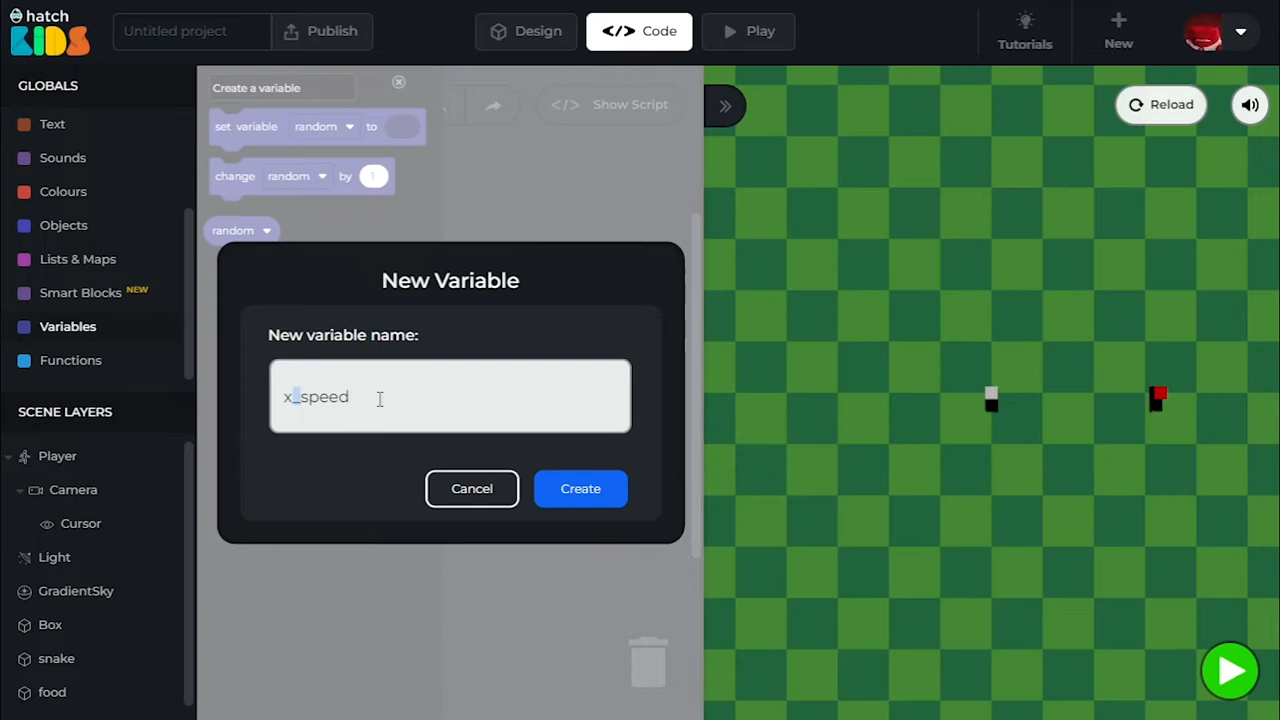 hatch
KIDS
Untitled project
Publish
Design
</> Code
Play
Tutorials
+ New
GLOBALS
Text
Sounds
Colours
Objects
Lists & Maps
Smart Blocks NEW
Variables
Functions
SCENE LAYERS
Player
Camera
Cursor
Light
GradientSky
Box
snake
food
Create a variable
</> Show Script
set variable random to
change random by 1
random
New Variable
New variable name:
x_speed
Cancel
Create
Reload